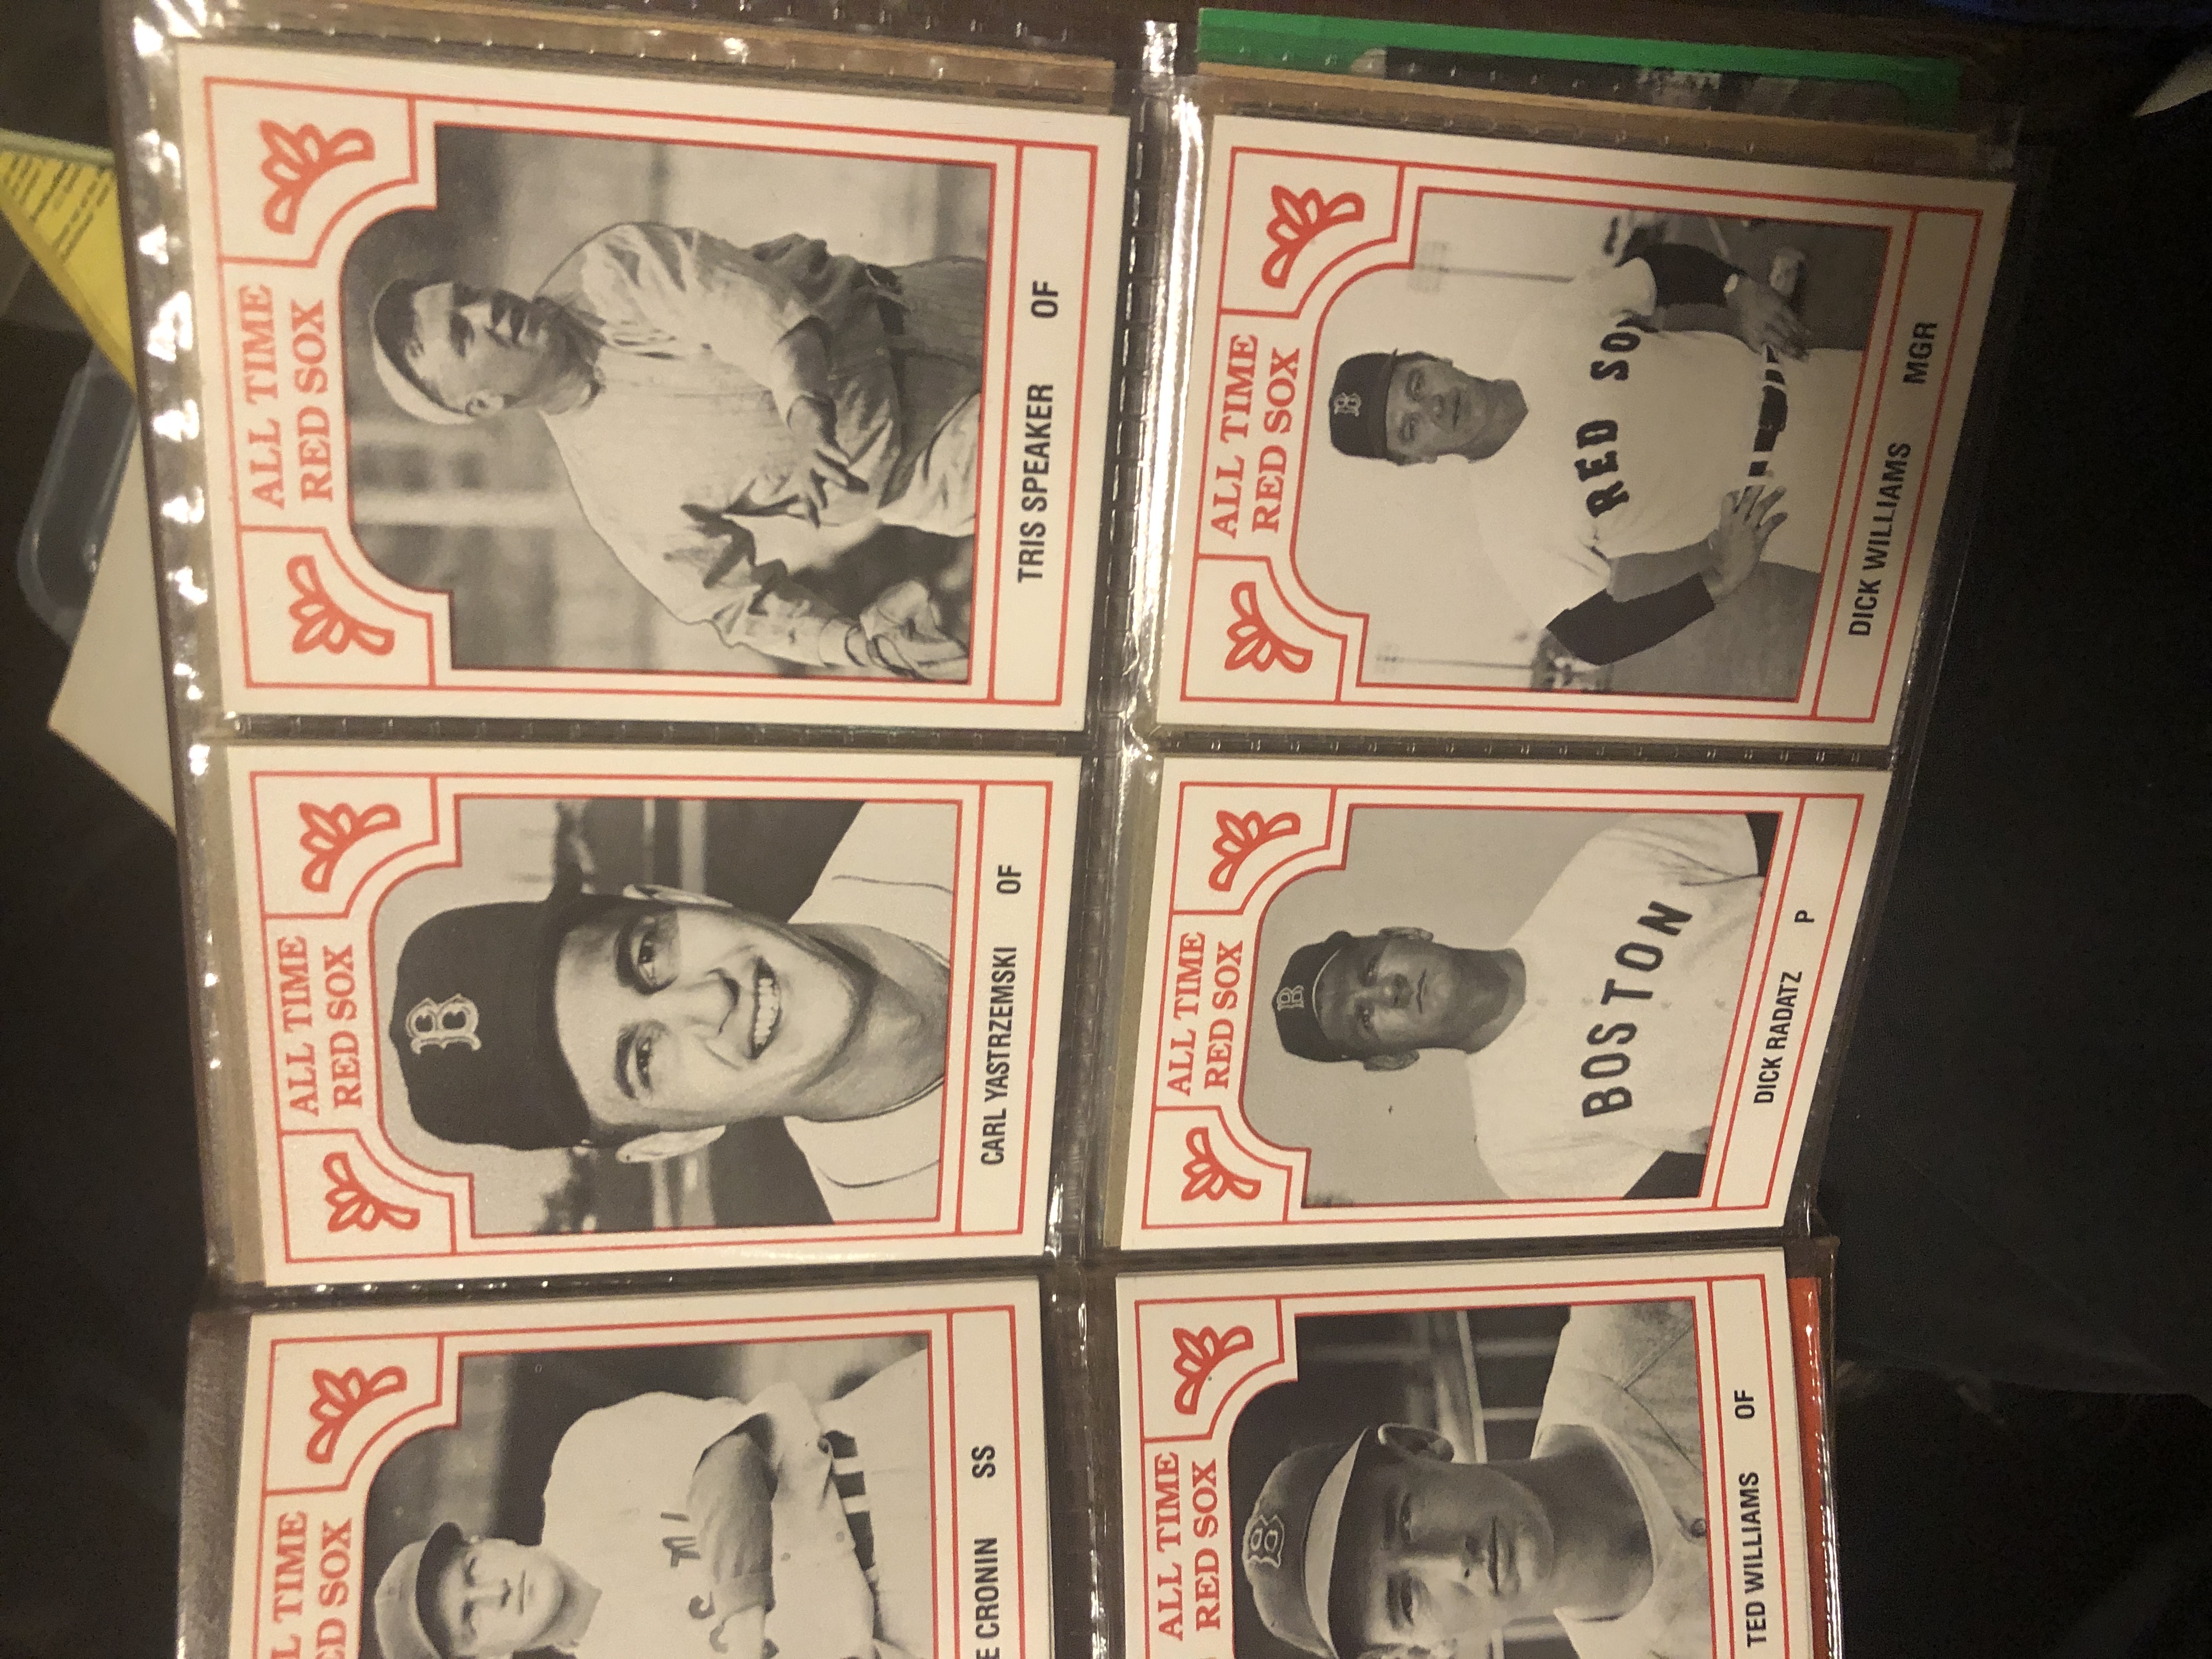 L TIME
ED SOX
E CRONIN SS
ALL TIME
RED SOX
B
CARL YASTRZEMSKI OF
ALL TIME
RED SOX
TRIS SPEAKER OF
ALL TIME
RED SOX
B
TED WILLIAMS OF
ALL TIME
RED SOX
B
BOSTON
DICK RADATZ P
ALL TIME
RED SOX
B
RED SOX
DICK WILLIAMS MGR